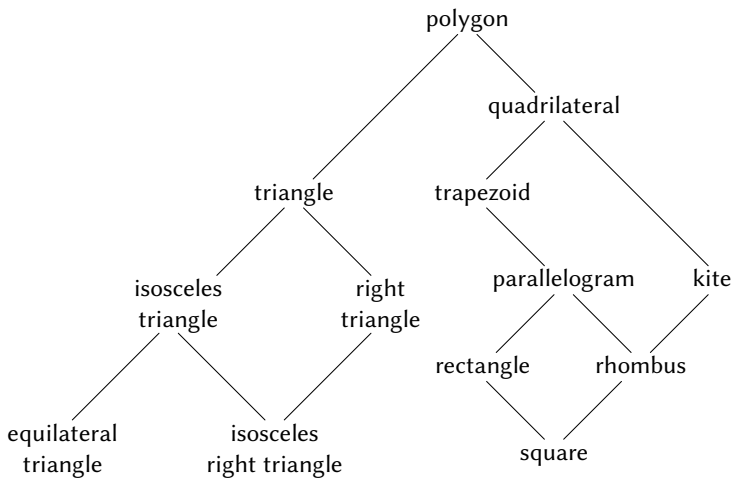 polygon
quadrilateral
triangle
trapezoid
isosceles
triangle
right
triangle
parallelogram
kite
rectangle
rhombus
equilateral
triangle
isosceles
right triangle
square